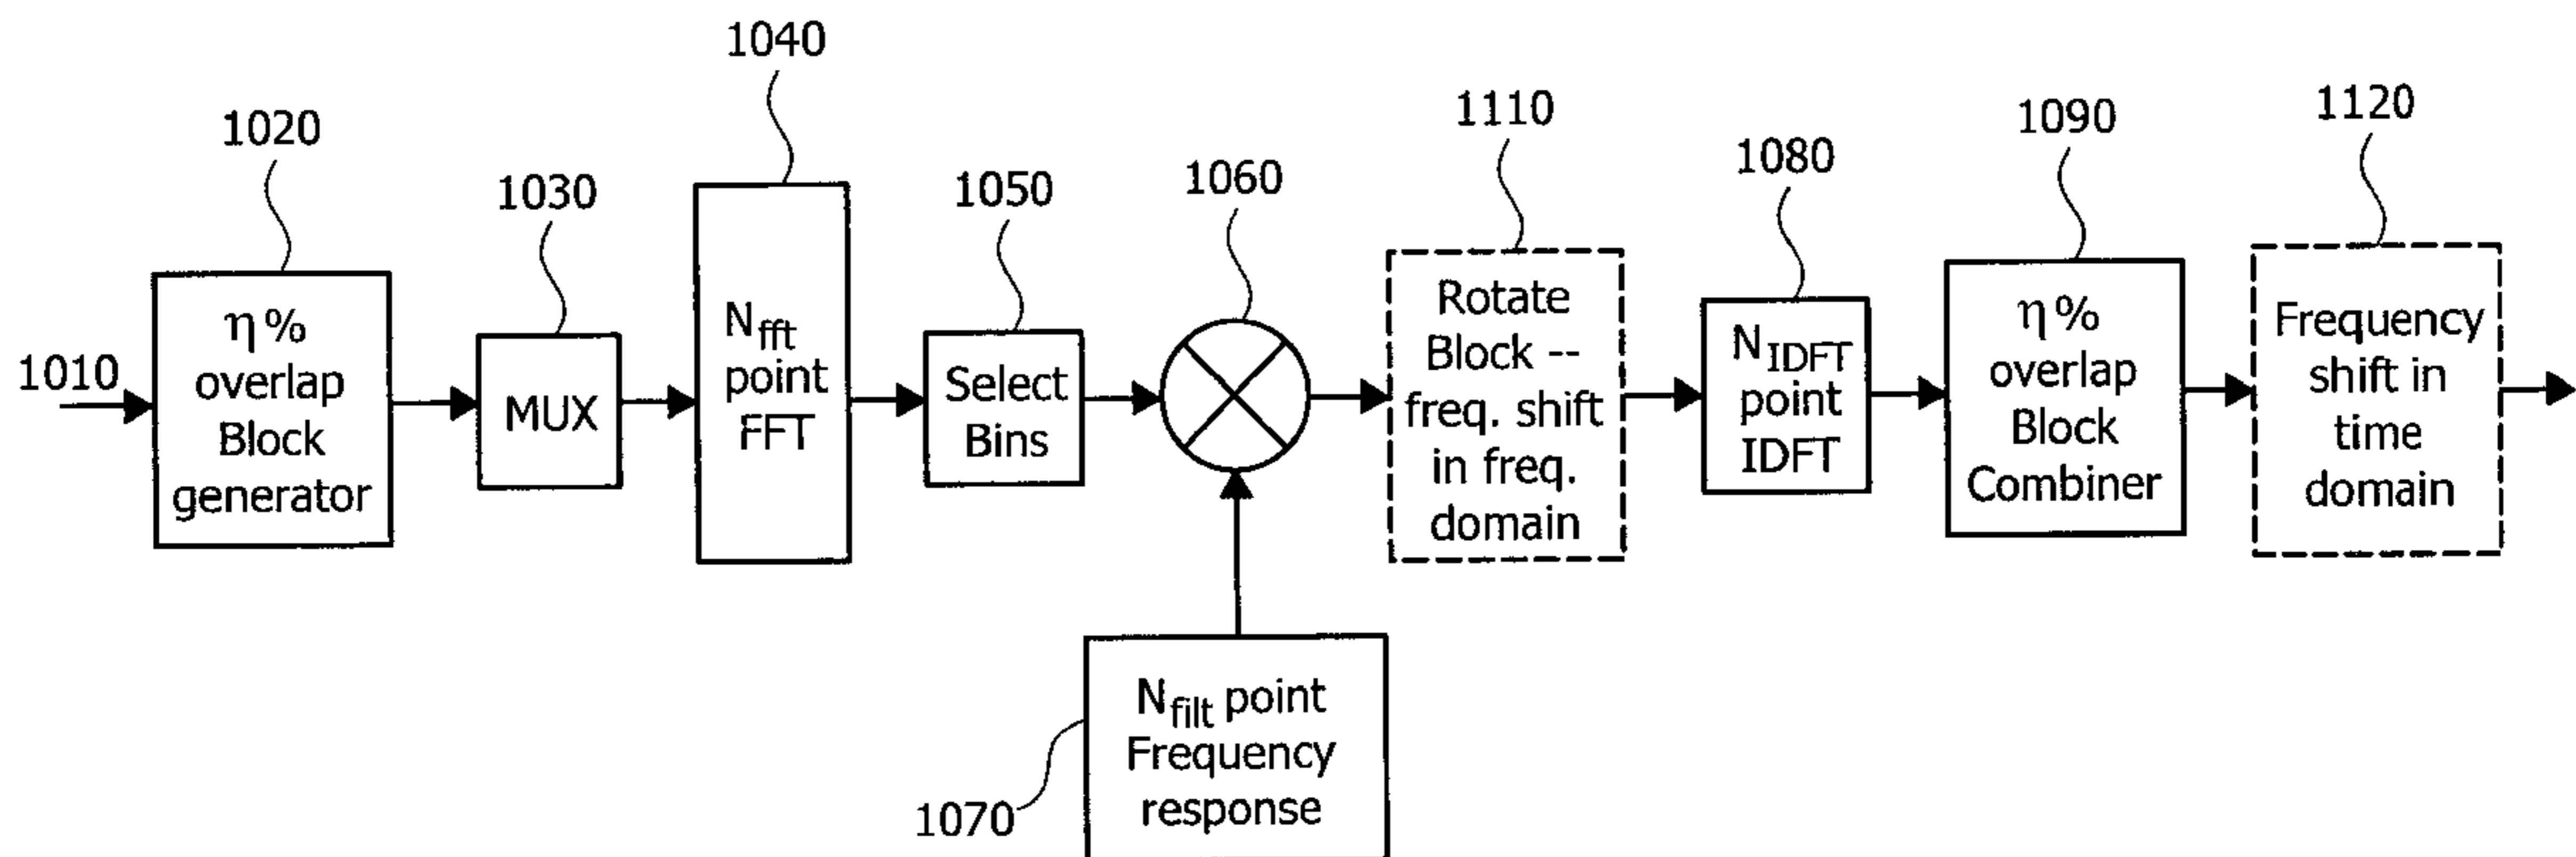 1010
1020
η%
overlap
Block
generator
1030
MUX
1040
Nfft
point
FFT
1050
Select
Bins
1060
1070
Nfilt point
Frequency
response
1110
Rotate
Block --
freq. shift
in freq.
domain
1080
NIDFT
point
IDFT
1090
η%
overlap
Block
Combiner
1120
Frequency
shift in
time
domain